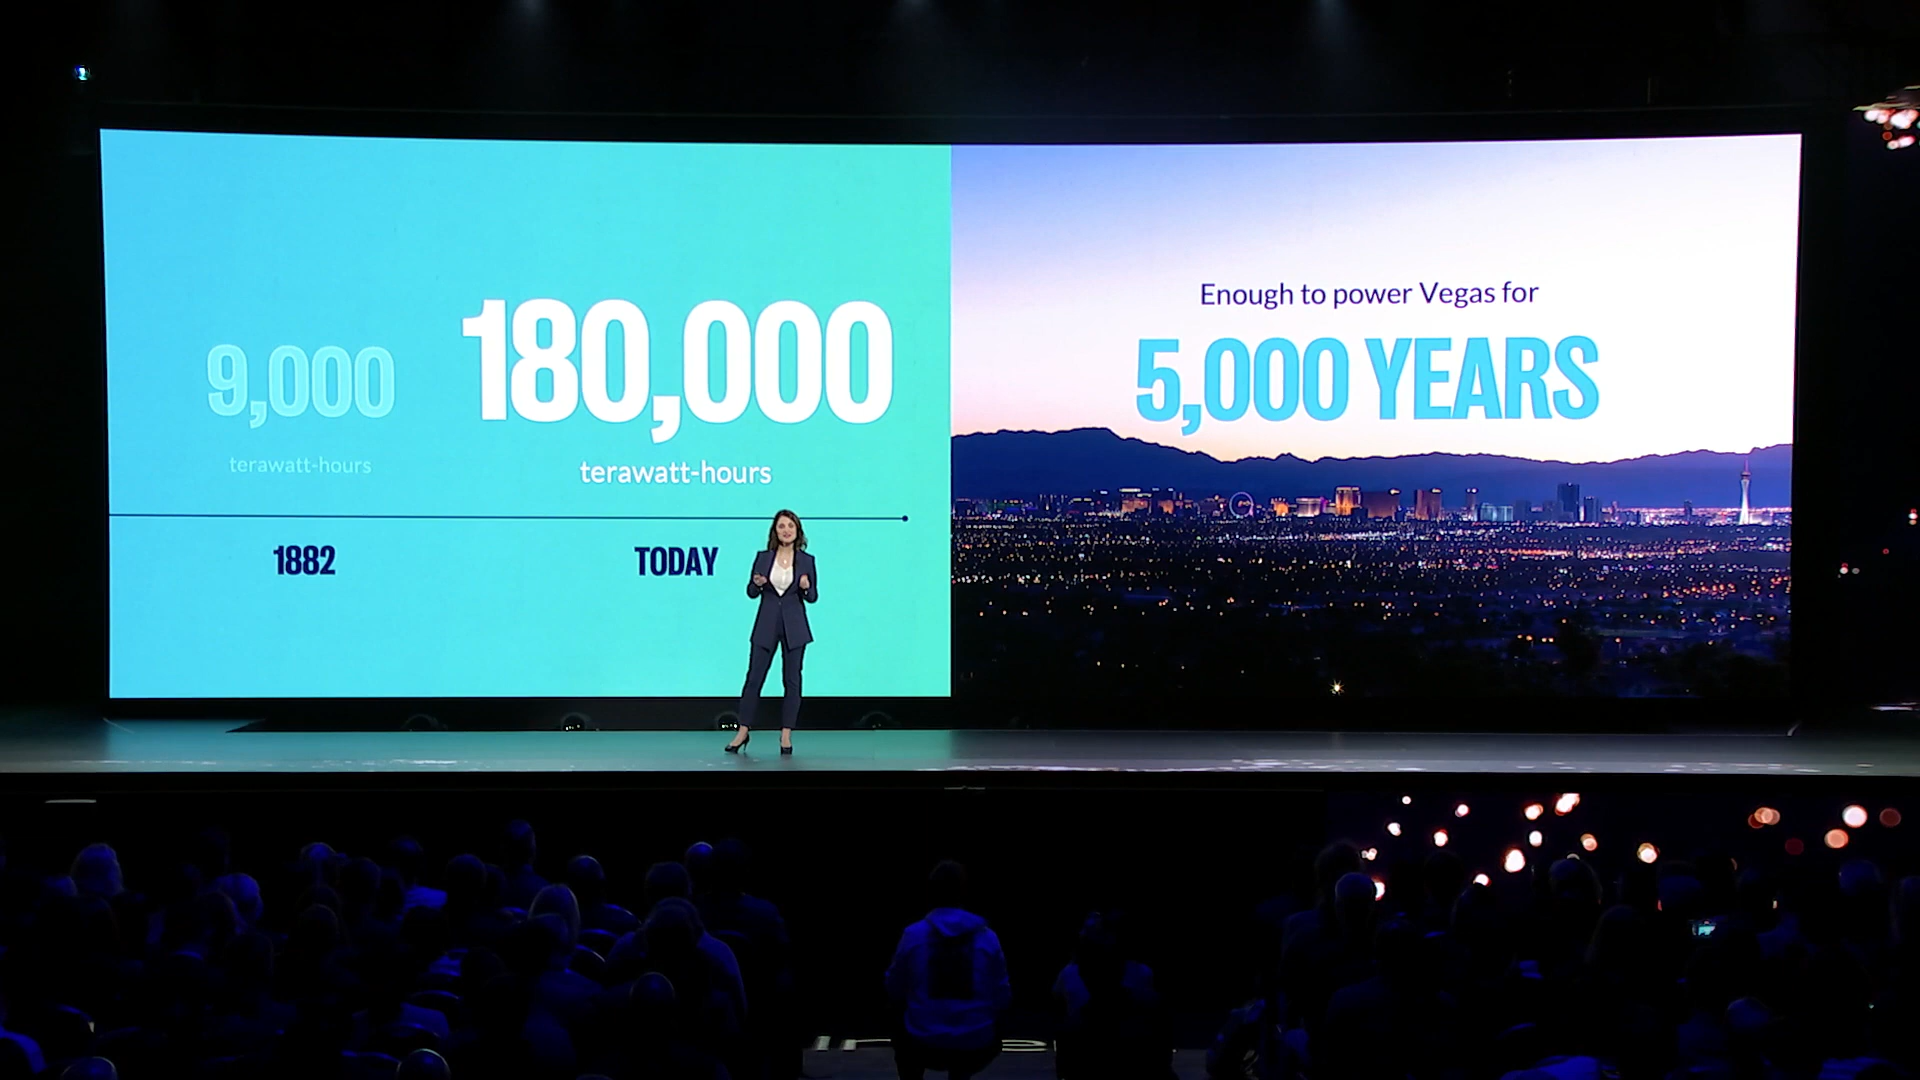 9,000
terawatt-hours
1882
180,000
terawatt-hours
TODAY
Enough to power Vegas for
5,000 YEARS